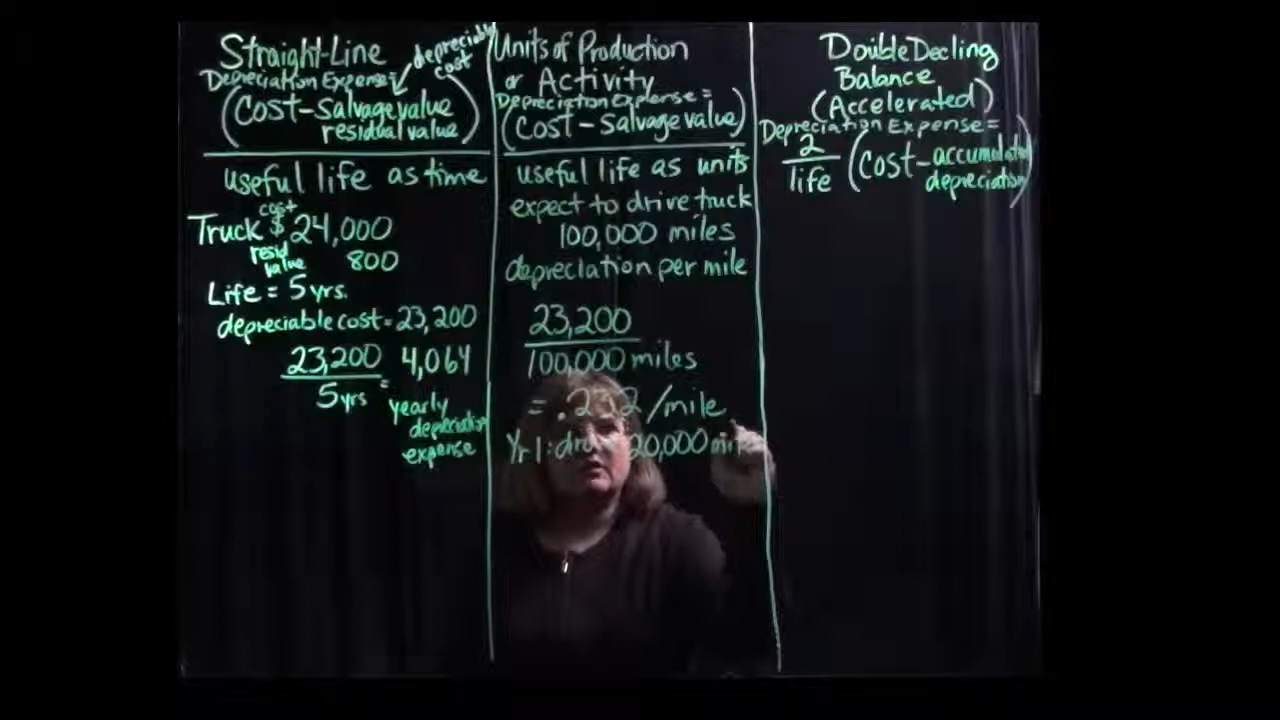 Straight-Line
depreciable
cost
Depreciation Expense=
(Cost-Salvage value
residual value)
useful life as time
cost
Truck $ 24,000
resid
value 800
Life = 5 yrs.
depreciable cost = 23,200
23,200
5 yrs
= 4,064
yearly
depreciation
expense
Units of Production
or Activity
Depreciation Expense =
(Cost - Salvage value)
useful life as units
expect to drive truck
100,000 miles
depreciation per mile
23,200
100,000 miles
= .232/mile
Yr 1: 20,000
Double Decling
Balance
(Accelerated)
Depreciation Expense =
2
life
(Cost-accumulated
depreciation)